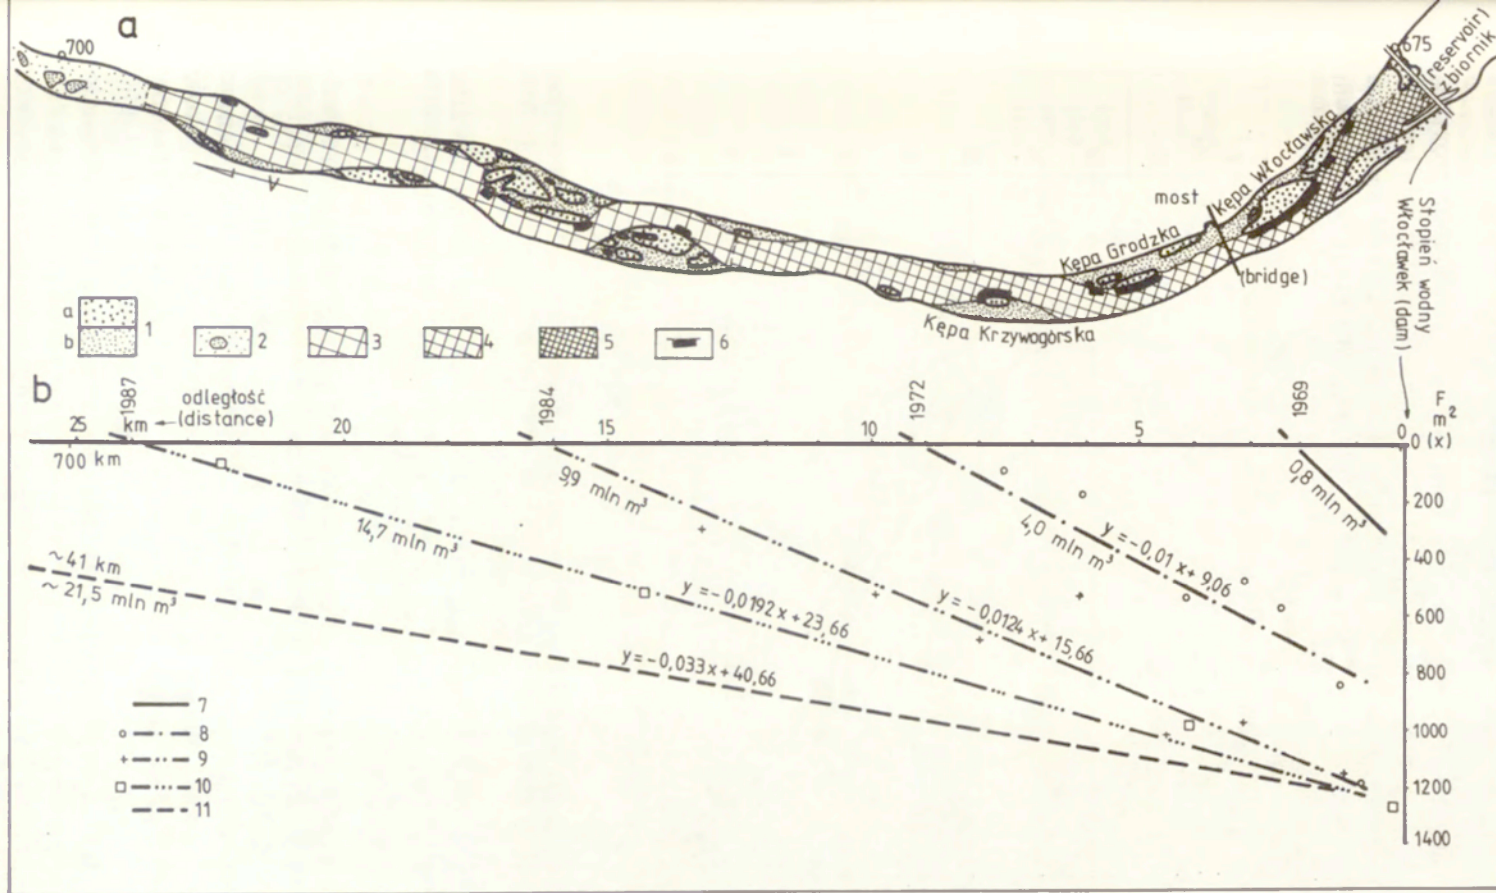 a
700
675
(reservoir)
zbiornik
Kępa Włocławska
most
Kępa Grodzka
(bridge)
Stopień wodny
Włocławek (dam)
Kępa Krzywogórska
a
b
1
2
3
4
5
6
b
1987
odległość
km (distance)
1984
1972
1969
F
m²
25
20
15
10
5
0
0 (x)
700 km
200
400
600
800
1000
1200
1400
0,8 mln m³
4,0 mln m³
y=-0,01 x+9,06
9,9 mln m³
y=-0,0124 x+15,66
14,7 mln m³
y=-0,0192 x+23,66
~41 km
~21,5 mln m³
y=-0,033x+40,66
7
8
9
10
11